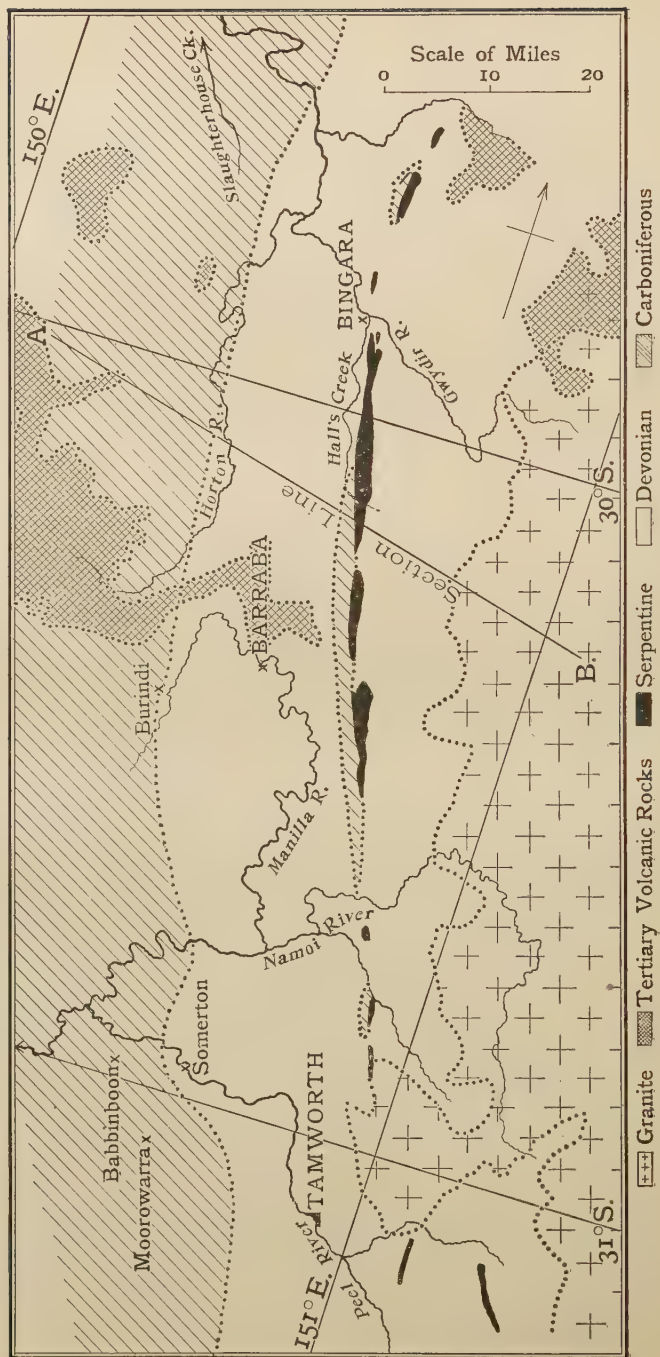 150°E.
Slaughterhouse Ck.
Scale of Miles
0 10 20
A.
Horton R.
BINGARA
Hall's Creek
Gwydir R.
Section Line
30°S.
B.
Burindi
BARRABA
Manilla R.
Namoi River
Babbinboon
Moorowarra
Somerton
TAMWORTH
Peel River
151°E.
31°S.
Granite
Tertiary Volcanic Rocks
Serpentine
Devonian
Carboniferous